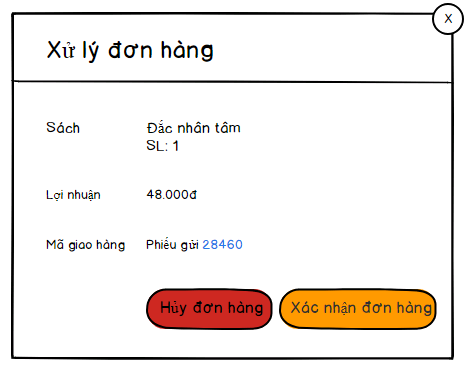 X
Xử lý đơn hàng
Sách Đắc nhân tâm
SL: 1
Lợi nhuận 48.000đ
Mã giao hàng Phiếu gửi 28460
Hủy đơn hàng Xác nhận đơn hàng